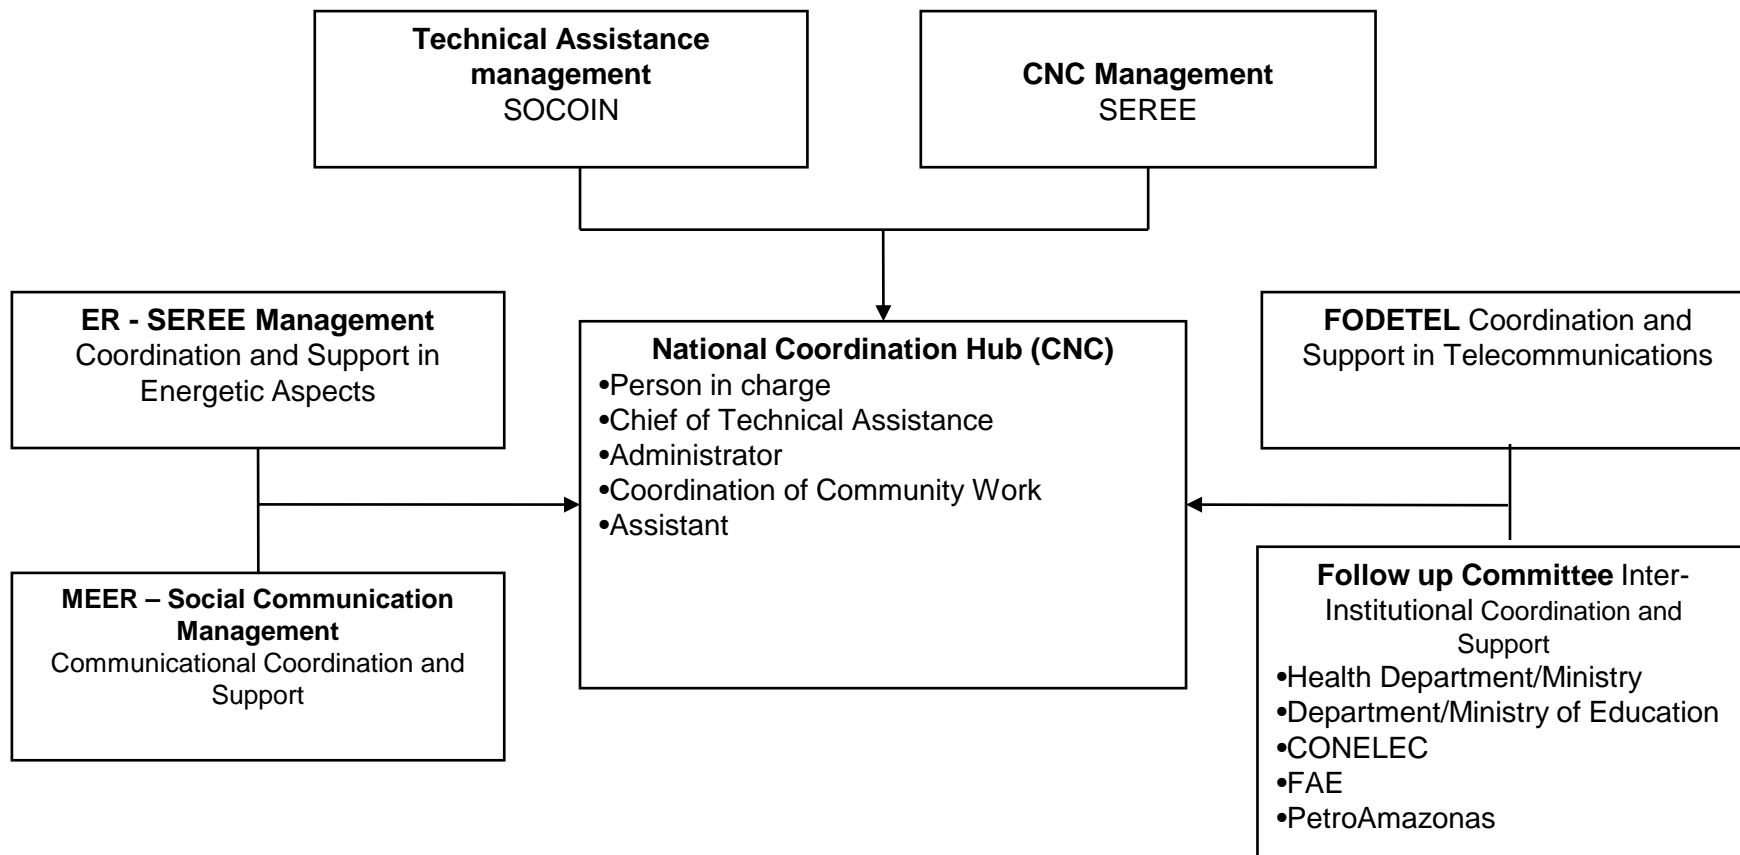 Technical Assistance
management
SOCOIN
CNC Management
SEREE
ER - SEREE Management
Coordination and Support in
Energetic Aspects
National Coordination Hub (CNC)
•Person in charge
•Chief of Technical Assistance
•Administrator
•Coordination of Community Work
•Assistant
FODETEL Coordination and
Support in Telecommunications
MEER – Social Communication
Management
Communicational Coordination and
Support
Follow up Committee Inter-
Institutional Coordination and
Support
•Health Department/Ministry
•Department/Ministry of Education
•CONELEC
•FAE
•PetroAmazonas